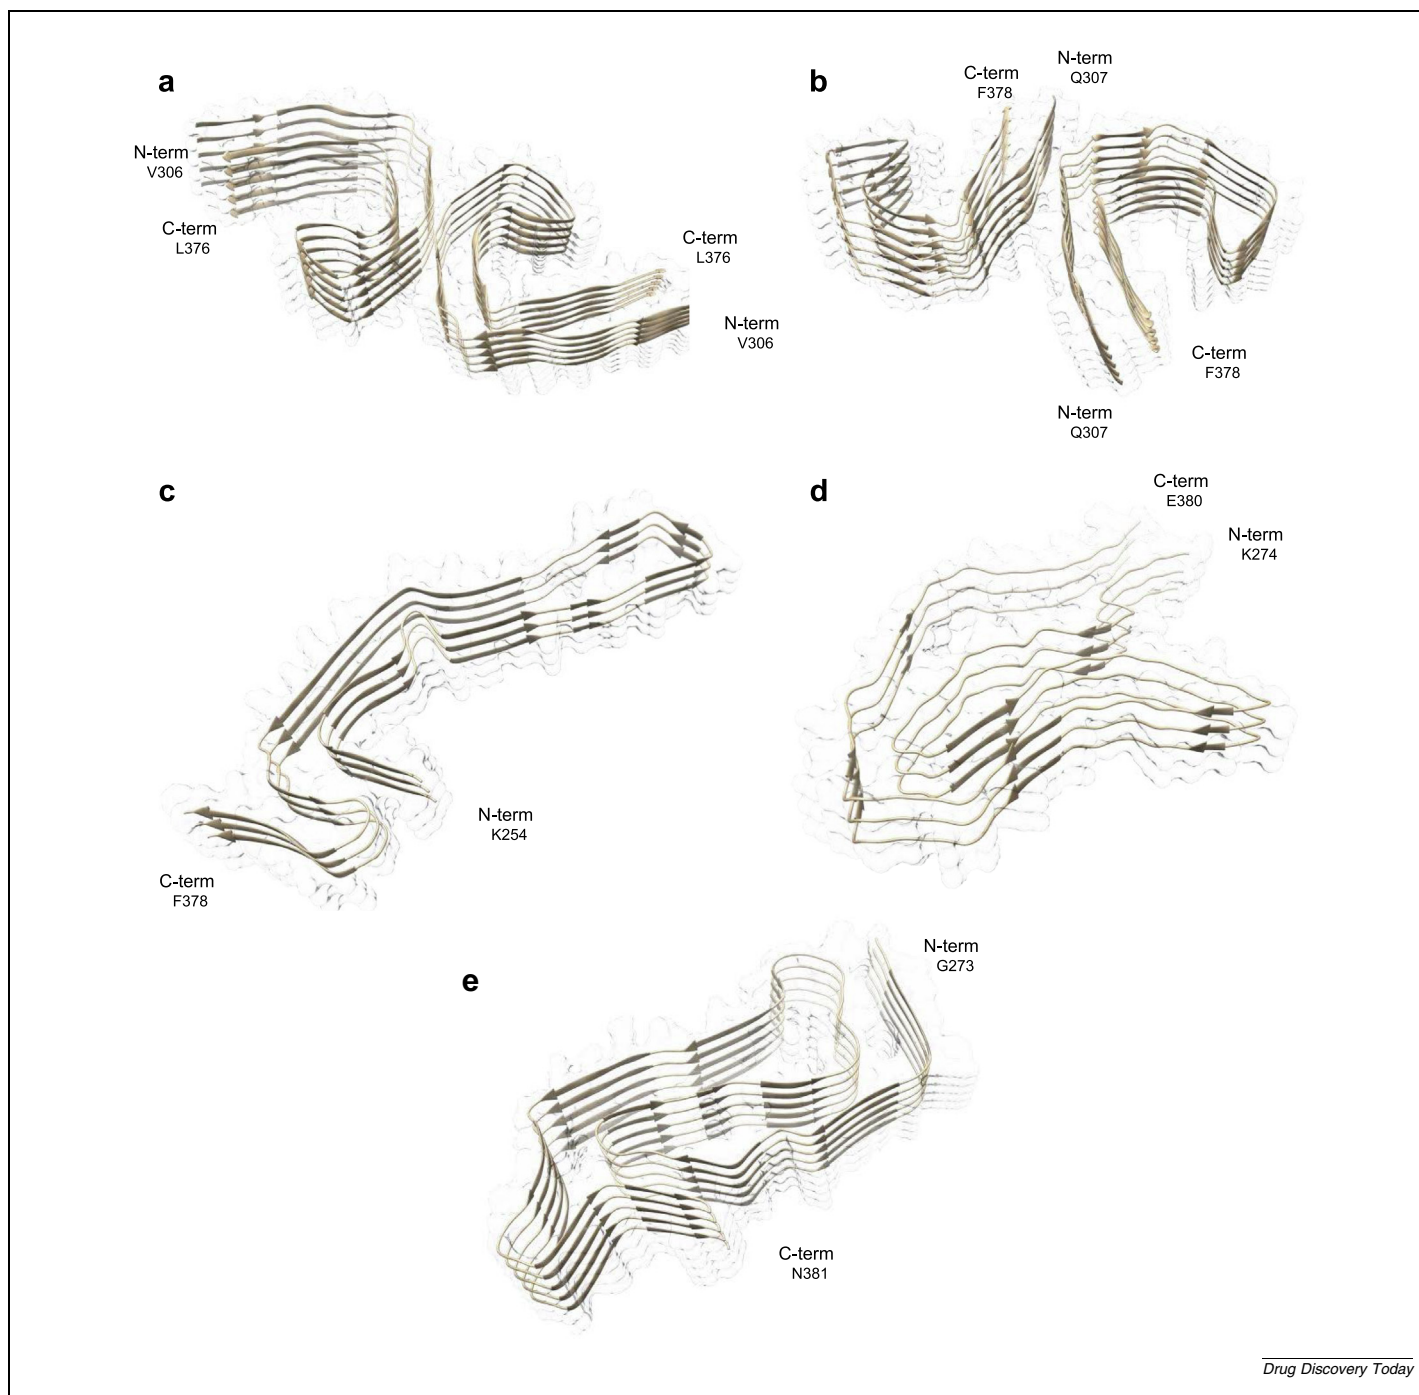 a
N-term
V306
C-term
L376
C-term
L376
N-term
V306
b
C-term
F378
N-term
Q307
C-term
F378
N-term
Q307
c
N-term
K254
C-term
F378
d
C-term
E380
N-term
K274
e
N-term
G273
C-term
N381
Drug Discovery Today